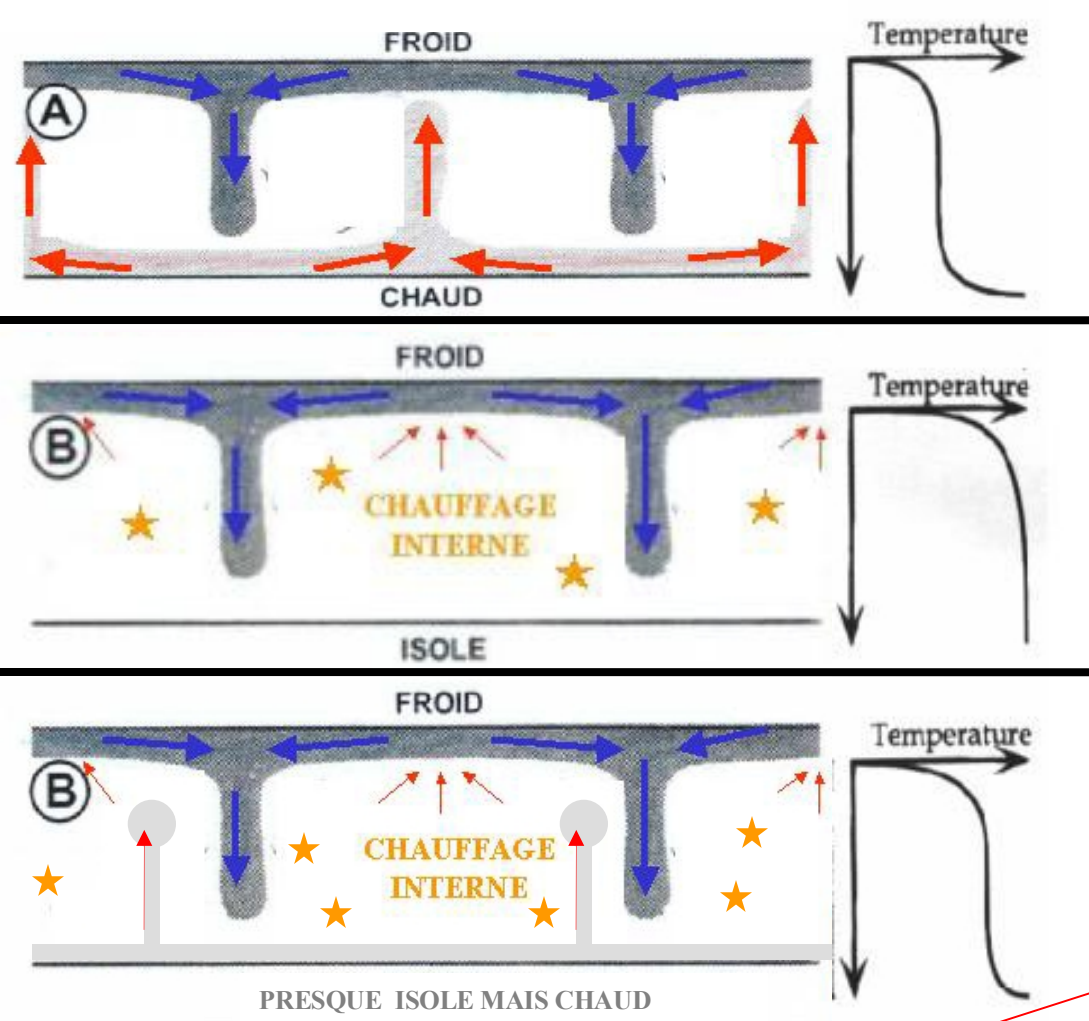 FROID
Temperature
A
CHAUD
FROID
Temperature
B
CHAUFFAGE
INTERNE
ISOLE
FROID
Temperature
B
CHAUFFAGE
INTERNE
PRESQUE ISOLE MAIS CHAUD